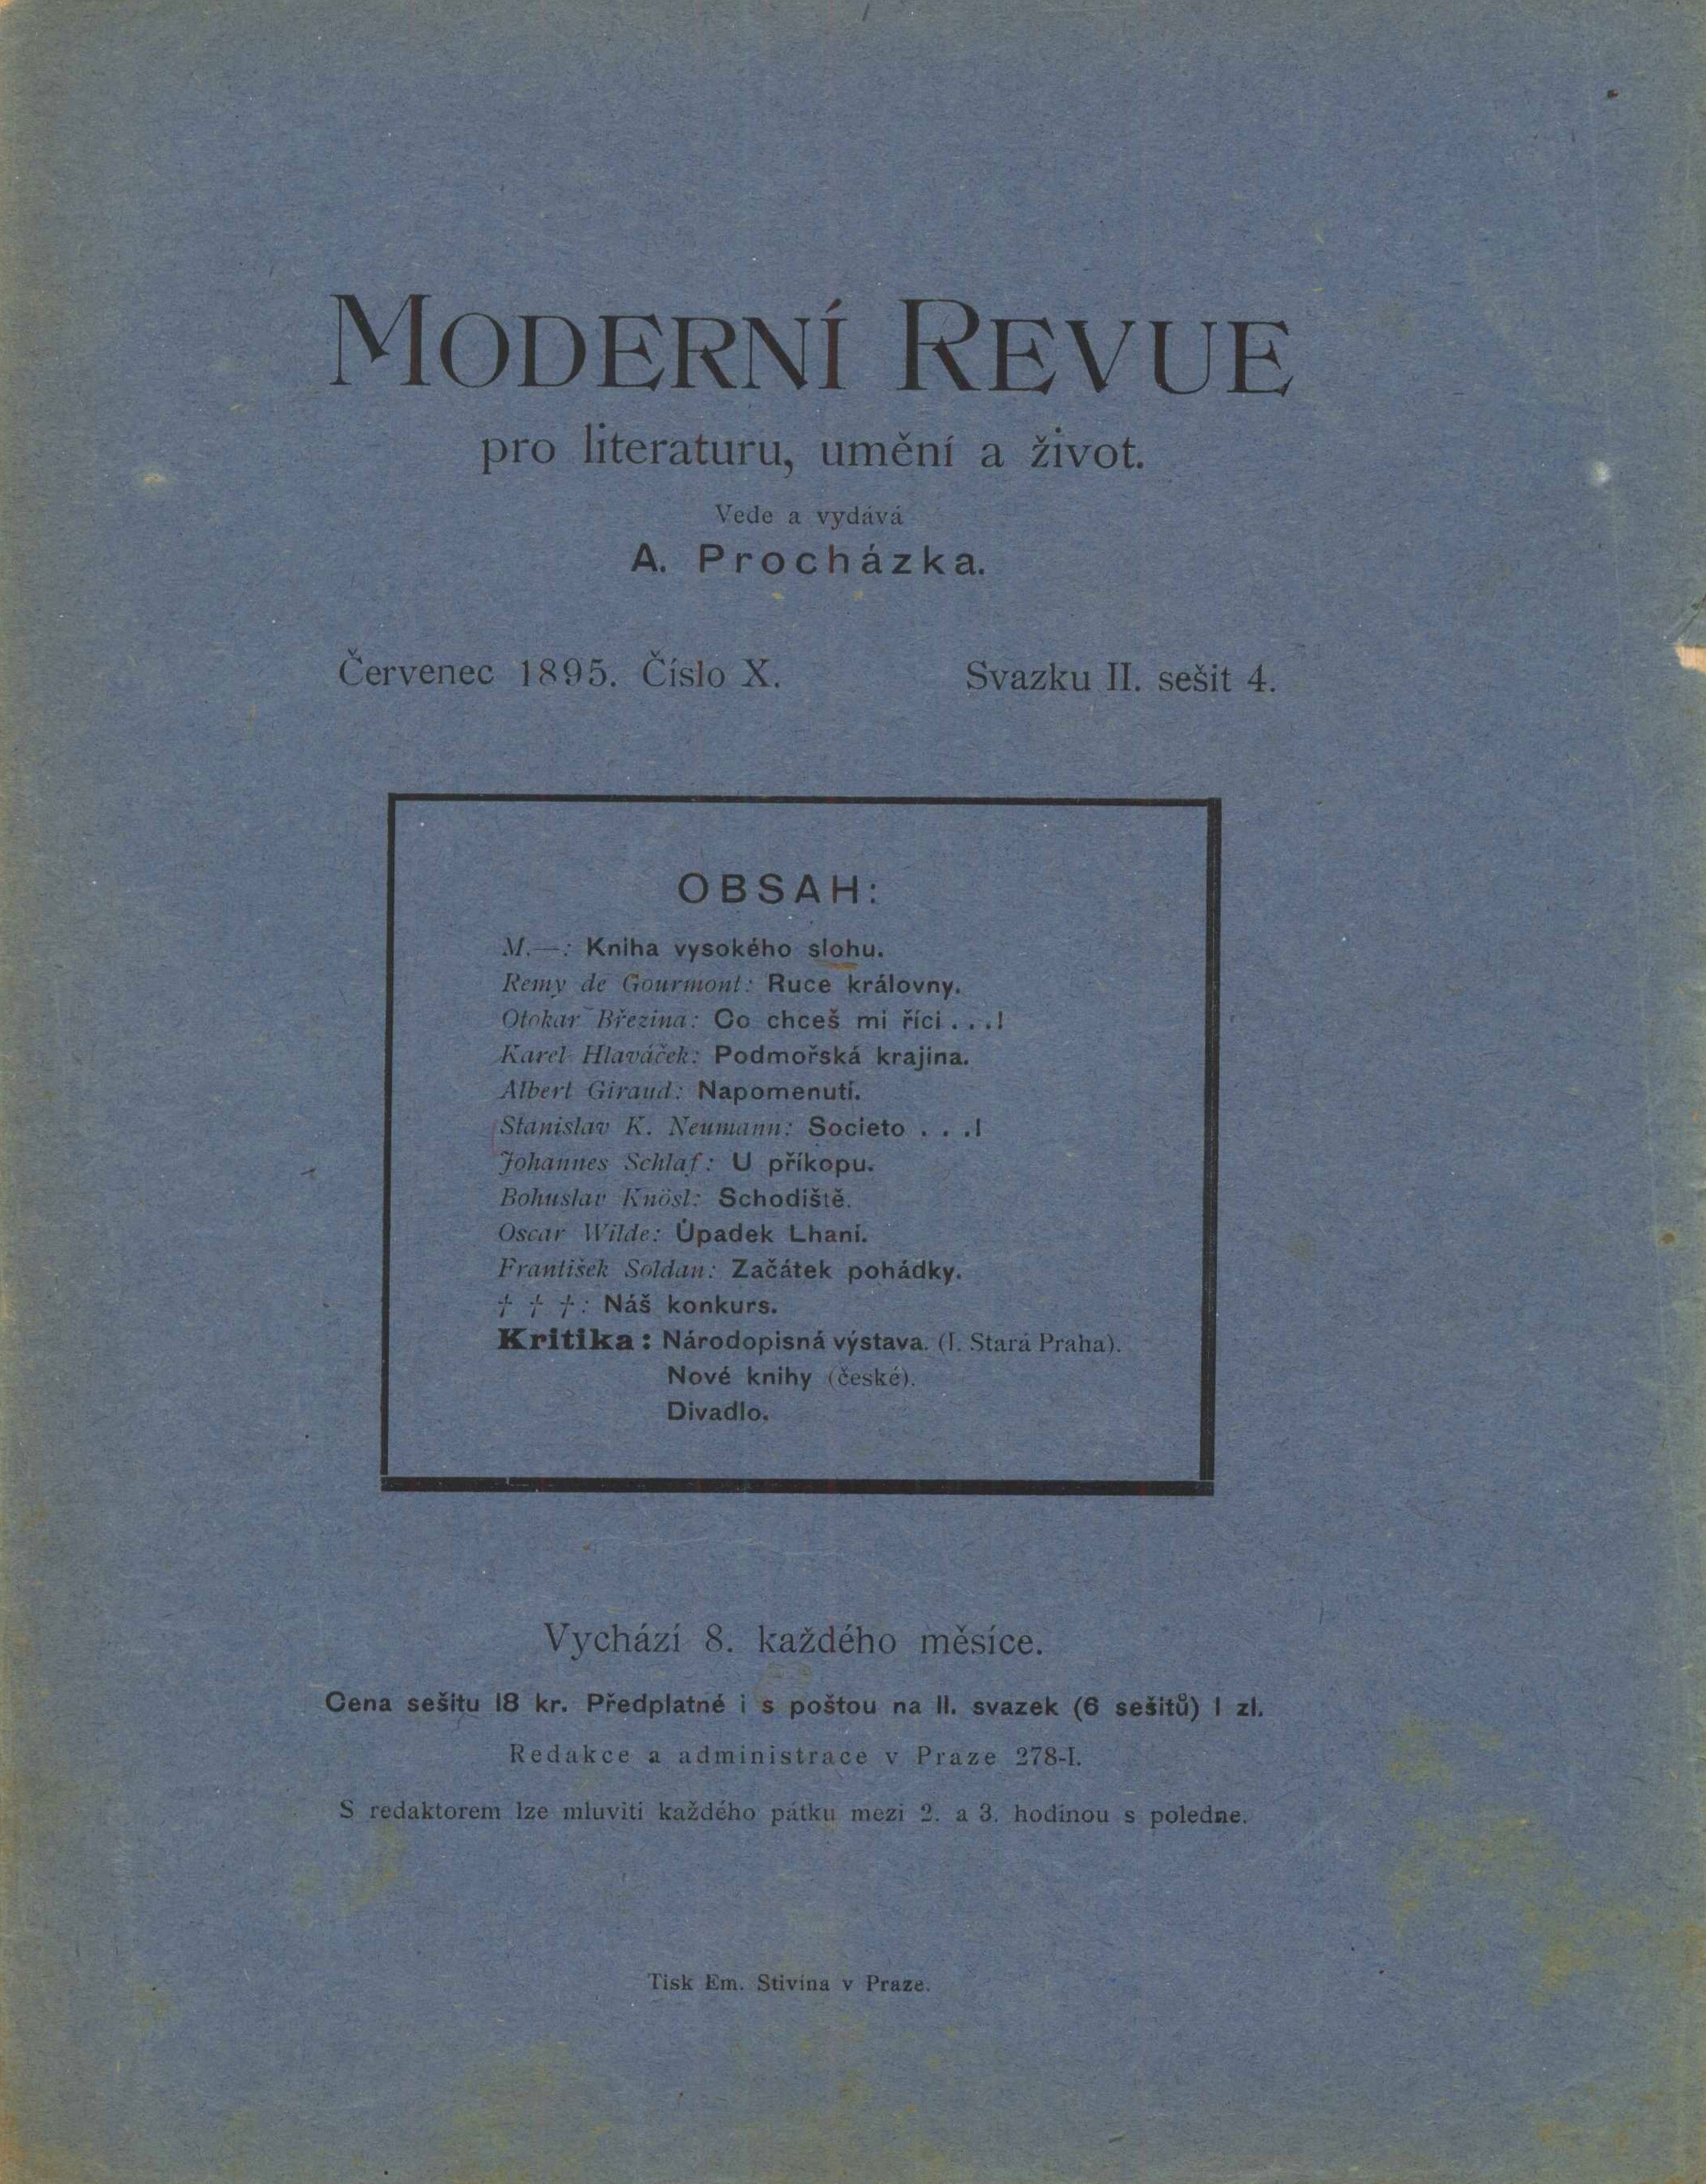 MODERNÍ REVUE
pro literaturu, umění a život.
Vede a vydává
A. Procházka.
Červenec 1895. Číslo X. Svazku II. sešit 4.
OBSAH:
M.—: Kniha vysokého slohu.
Remy de Gourmont: Ruce královny.
Otokar Březina: Co chceš mi říci . . .!
Karel Hlaváček: Podmořská krajina.
Albert Giraud: Napomenutí.
Stanislav K. Neumann: Societo . . .!
Johannes Schlaf: U příkopu.
Bohuslav Knösl: Schodiště.
Oscar Wilde: Úpadek Lhaní.
František Soldan: Začátek pohádky.
† † †: Náš konkurs.
Kritika: Národopisná výstava. (I. Stará Praha).
Nové knihy (české).
Divadlo.
Vychází 8. každého měsíce.
Cena sešitu 18 kr. Předplatné i s poštou na II. svazek (6 sešitů) 1 zl.
Redakce a administrace v Praze 278-I.
S redaktorem lze mluviti každého pátku mezi 2. a 3. hodinou s poledne.
Tisk Em. Stivína v Praze.